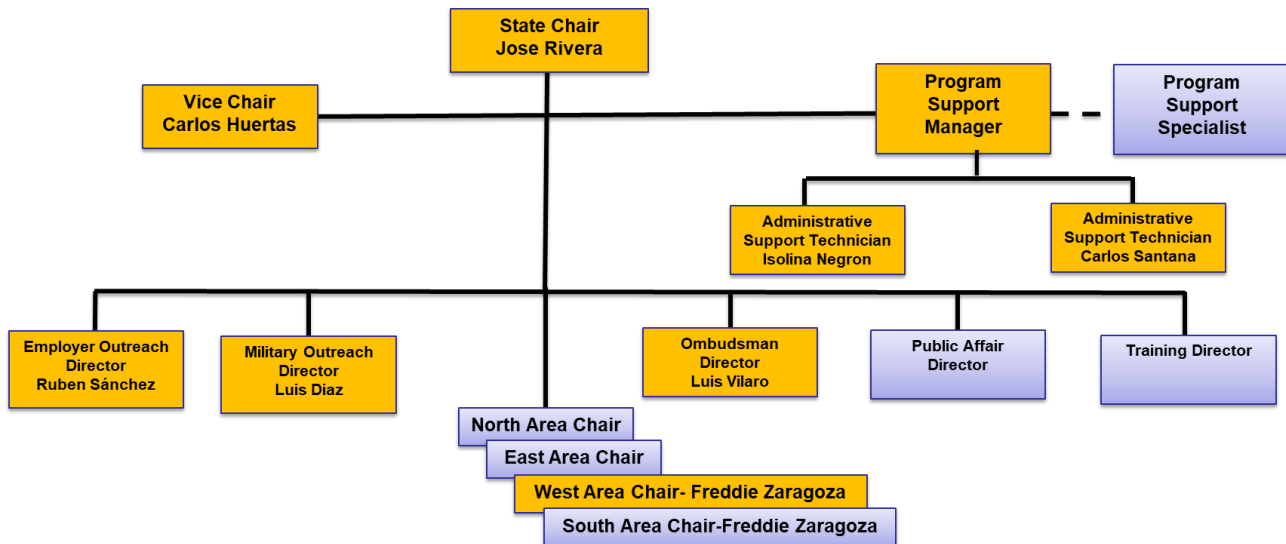 State Chair
Jose Rivera
Vice Chair
Carlos Huertas
Program
Support
Manager
Program
Support
Specialist
Administrative
Support Technician
Isolina Negron
Administrative
Support Technician
Carlos Santana
Employer Outreach
Director
Ruben Sánchez
Military Outreach
Director
Luis Diaz
Ombudsman
Director
Luis Vilaro
Public Affair
Director
Training Director
North Area Chair
East Area Chair
West Area Chair- Freddie Zaragoza
South Area Chair-Freddie Zaragoza